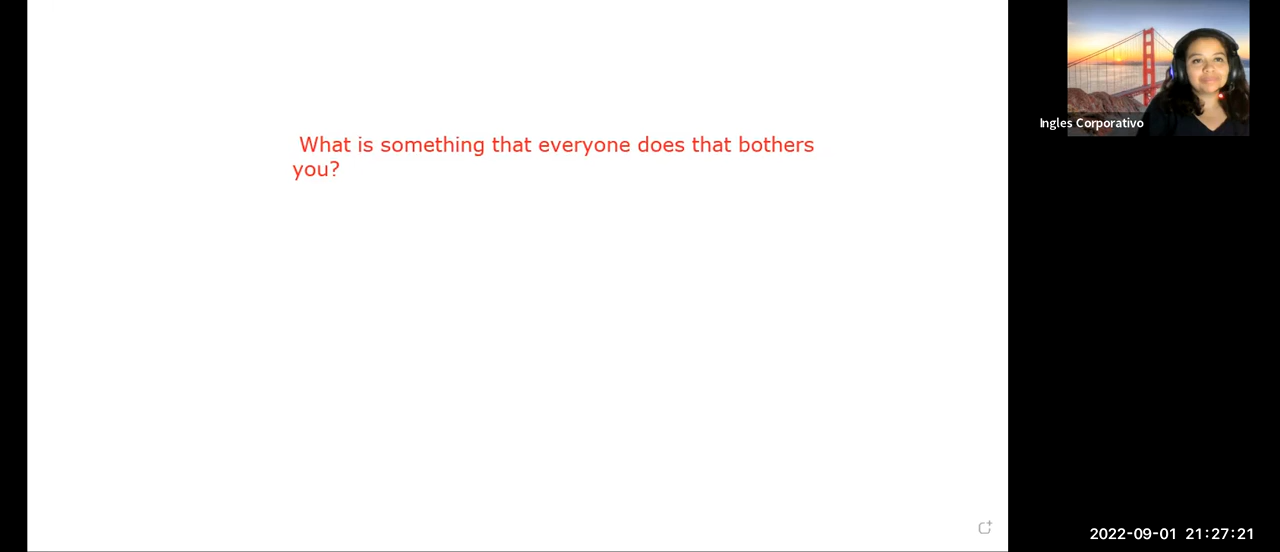 What is something that everyone does that bothers
you?
Ingles Corporativo
2022-09-01 21:27:21